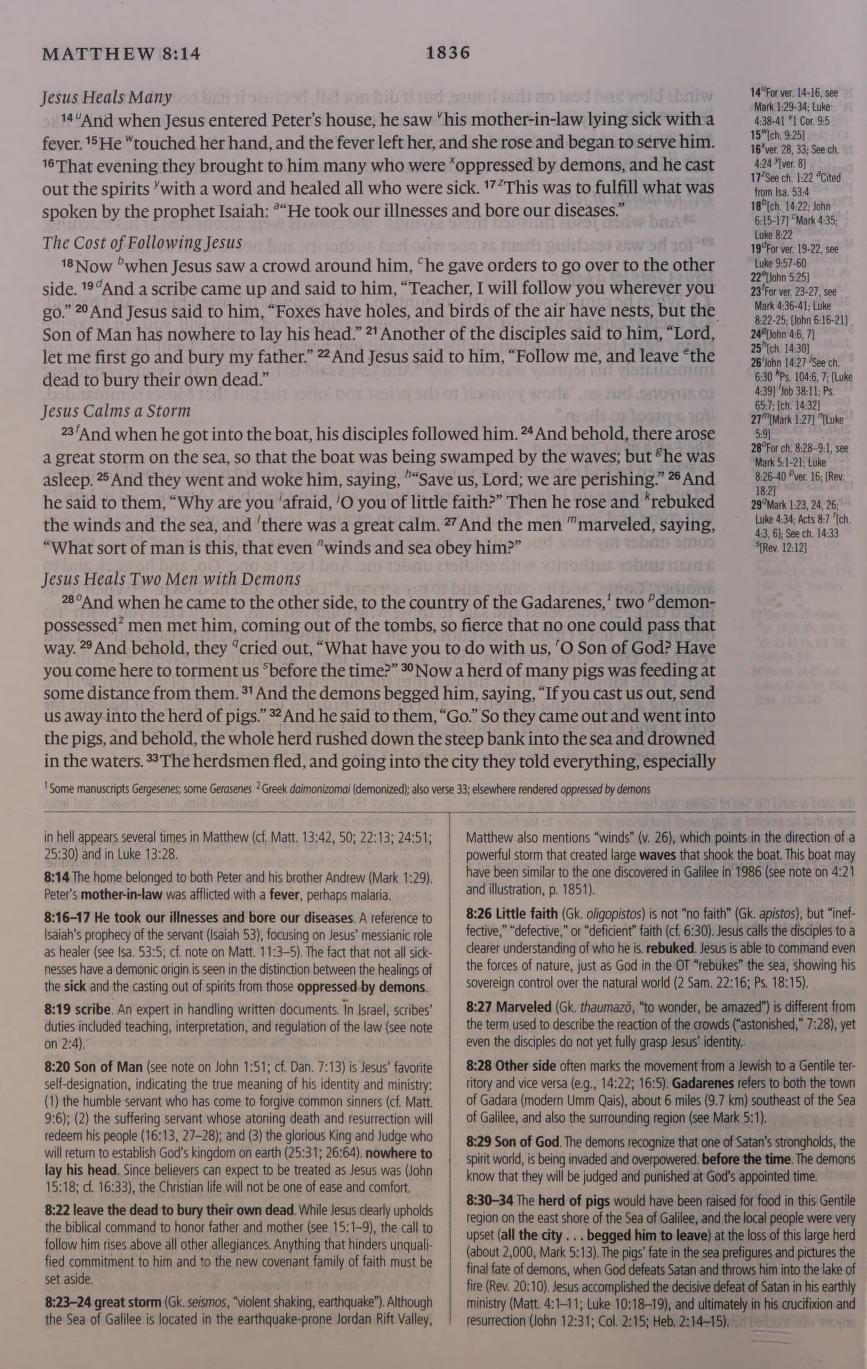 MATTHEW 8:14
1836
Jesus Heals Many
14 uAnd when Jesus entered Peter's house, he saw vhis mother-in-law lying sick with a
fever. 15 He wtouched her hand, and the fever left her, and she rose and began to serve him.
16 That evening they brought to him many who were xoppressed by demons, and he cast
out the spirits ywith a word and healed all who were sick. 17 zThis was to fulfill what was
spoken by the prophet Isaiah: a“He took our illnesses and bore our diseases.”
The Cost of Following Jesus
18 Now bwhen Jesus saw a crowd around him, che gave orders to go over to the other
side. 19 dAnd a scribe came up and said to him, “Teacher, I will follow you wherever you
go.” 20 And Jesus said to him, “Foxes have holes, and birds of the air have nests, but the
Son of Man has nowhere to lay his head.” 21 Another of the disciples said to him, “Lord,
let me first go and bury my father.” 22 And Jesus said to him, “Follow me, and leave ethe
dead to bury their own dead.”
Jesus Calms a Storm
23 fAnd when he got into the boat, his disciples followed him. 24 And behold, there arose
a great storm on the sea, so that the boat was being swamped by the waves; but ghe was
asleep. 25 And they went and woke him, saying, h“Save us, Lord; we are perishing.” 26 And
he said to them, “Why are you iafraid, jO you of little faith?” Then he rose and krebuked
the winds and the sea, and lthere was a great calm. 27 And the men mmarveled, saying,
“What sort of man is this, that even nwinds and sea obey him?”
Jesus Heals Two Men with Demons
28 oAnd when he came to the other side, to the country of the Gadarenes,1 two pdemon-
possessed2 men met him, coming out of the tombs, so fierce that no one could pass that
way. 29 And behold, they qcried out, “What have you to do with us, rO Son of God? Have
you come here to torment us sbefore the time?” 30 Now a herd of many pigs was feeding at
some distance from them. 31 And the demons begged him, saying, “If you cast us out, send
us away into the herd of pigs.” 32 And he said to them, “Go.” So they came out and went into
the pigs, and behold, the whole herd rushed down the steep bank into the sea and drowned
in the waters. 33 The herdsmen fled, and going into the city they told everything, especially
1 Some manuscripts Gergesenes; some Gerasenes 2 Greek daimonizomai (demonized); also verse 33; elsewhere rendered oppressed by demons
14 uFor ver. 14-16, see
Mark 1:29-34; Luke
4:38-41 v1 Cor. 9:5
15 w[ch. 9:25]
16 xver. 28, 33; See ch.
4:24 y[ver. 8]
17 zSee ch. 1:22 aCited
from Isa. 53:4
18 b[ch. 14:22; John
6:15-17] cMark 4:35;
Luke 8:22
19 dFor ver. 19-22, see
Luke 9:57-60
22 e[John 5:25]
23 fFor ver. 23-27, see
Mark 4:36-41; Luke
8:22-25; [John 6:16-21]
24 g[John 4:6, 7]
25 h[ch. 14:30]
26 iJohn 14:27 jSee ch.
6:30 kPs. 104:6, 7; [Luke
4:39] lJob 38:11; Ps.
65:7; [ch. 14:32]
27 m[Mark 1:27] n[Luke
5:9]
28 oFor ch. 8:28–9:1, see
Mark 5:1-21; Luke
8:26-40 pver. 16; [Rev.
18:2]
29 qMark 1:23, 24, 26;
Luke 4:34; Acts 8:7 r[ch.
4:3, 6]; See ch. 14:33
s[Rev. 12:12]
in hell appears several times in Matthew (cf. Matt. 13:42, 50; 22:13; 24:51;
25:30) and in Luke 13:28.
8:14 The home belonged to both Peter and his brother Andrew (Mark 1:29).
Peter's mother-in-law was afflicted with a fever, perhaps malaria.
8:16–17 He took our illnesses and bore our diseases. A reference to
Isaiah's prophecy of the servant (Isaiah 53), focusing on Jesus' messianic role
as healer (see Isa. 53:5; cf. note on Matt. 11:3–5). The fact that not all sick-
nesses have a demonic origin is seen in the distinction between the healings of
the sick and the casting out of spirits from those oppressed by demons.
8:19 scribe. An expert in handling written documents. In Israel, scribes'
duties included teaching, interpretation, and regulation of the law (see note
on 2:4).
8:20 Son of Man (see note on John 1:51; cf. Dan. 7:13) is Jesus' favorite
self-designation, indicating the true meaning of his identity and ministry:
(1) the humble servant who has come to forgive common sinners (cf. Matt.
9:6); (2) the suffering servant whose atoning death and resurrection will
redeem his people (16:13, 27–28); and (3) the glorious King and Judge who
will return to establish God's kingdom on earth (25:31; 26:64). nowhere to
lay his head. Since believers can expect to be treated as Jesus was (John
15:18; cf. 16:33), the Christian life will not be one of ease and comfort.
8:22 leave the dead to bury their own dead. While Jesus clearly upholds
the biblical command to honor father and mother (see 15:1–9), the call to
follow him rises above all other allegiances. Anything that hinders unquali-
fied commitment to him and to the new covenant family of faith must be
set aside.
8:23–24 great storm (Gk. seismos, “violent shaking, earthquake”). Although
the Sea of Galilee is located in the earthquake-prone Jordan Rift Valley,
Matthew also mentions “winds” (v. 26), which points in the direction of a
powerful storm that created large waves that shook the boat. This boat may
have been similar to the one discovered in Galilee in 1986 (see note on 4:21
and illustration, p. 1851).
8:26 Little faith (Gk. oligopistos) is not “no faith” (Gk. apistos), but “inef-
fective,” “defective,” or “deficient” faith (cf. 6:30). Jesus calls the disciples to a
clearer understanding of who he is. rebuked. Jesus is able to command even
the forces of nature, just as God in the OT “rebukes” the sea, showing his
sovereign control over the natural world (2 Sam. 22:16; Ps. 18:15).
8:27 Marveled (Gk. thaumazō, “to wonder, be amazed”) is different from
the term used to describe the reaction of the crowds (“astonished,” 7:28), yet
even the disciples do not yet fully grasp Jesus' identity.
8:28 Other side often marks the movement from a Jewish to a Gentile ter-
ritory and vice versa (e.g., 14:22; 16:5). Gadarenes refers to both the town
of Gadara (modern Umm Qais), about 6 miles (9.7 km) southeast of the Sea
of Galilee, and also the surrounding region (see Mark 5:1).
8:29 Son of God. The demons recognize that one of Satan's strongholds, the
spirit world, is being invaded and overpowered. before the time. The demons
know that they will be judged and punished at God's appointed time.
8:30–34 The herd of pigs would have been raised for food in this Gentile
region on the east shore of the Sea of Galilee, and the local people were very
upset (all the city . . . begged him to leave) at the loss of this large herd
(about 2,000, Mark 5:13). The pigs' fate in the sea prefigures and pictures the
final fate of demons, when God defeats Satan and throws him into the lake of
fire (Rev. 20:10). Jesus accomplished the decisive defeat of Satan in his earthly
ministry (Matt. 4:1–11; Luke 10:18–19), and ultimately in his crucifixion and
resurrection (John 12:31; Col. 2:15; Heb. 2:14–15).